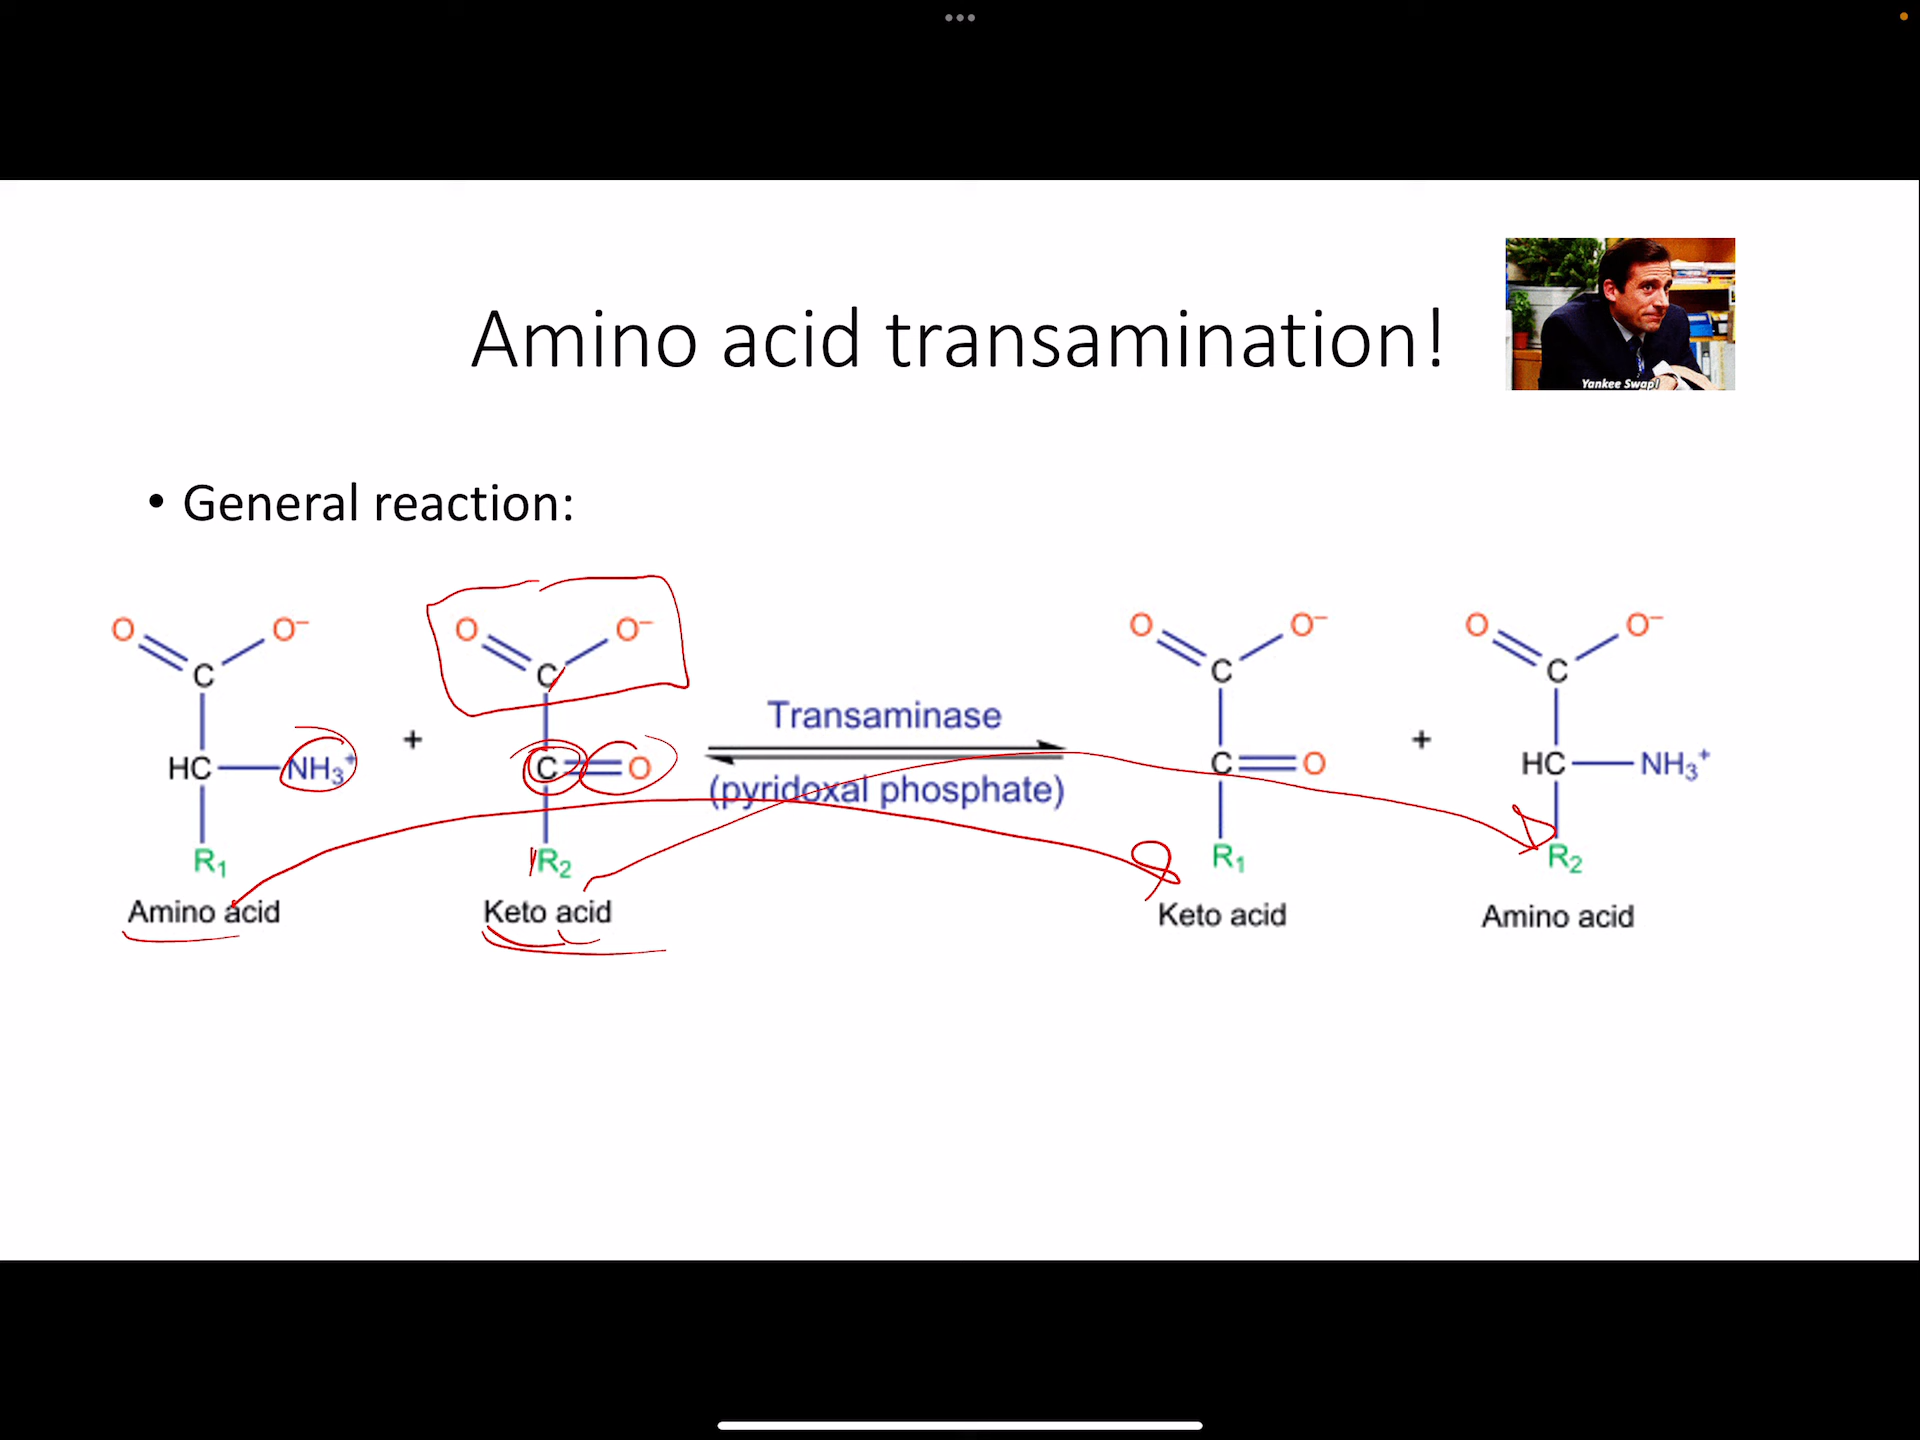 Amino acid transamination!
Yankee Swap!
• General reaction:
O O⁻ C HC NH₃⁺ R₁
+
O O⁻ C C O R₂
Transaminase
(pyridoxal phosphate)
O O⁻ C C O R₁
+
O O⁻ C HC NH₃⁺ R₂
Amino acid
Keto acid
Keto acid
Amino acid